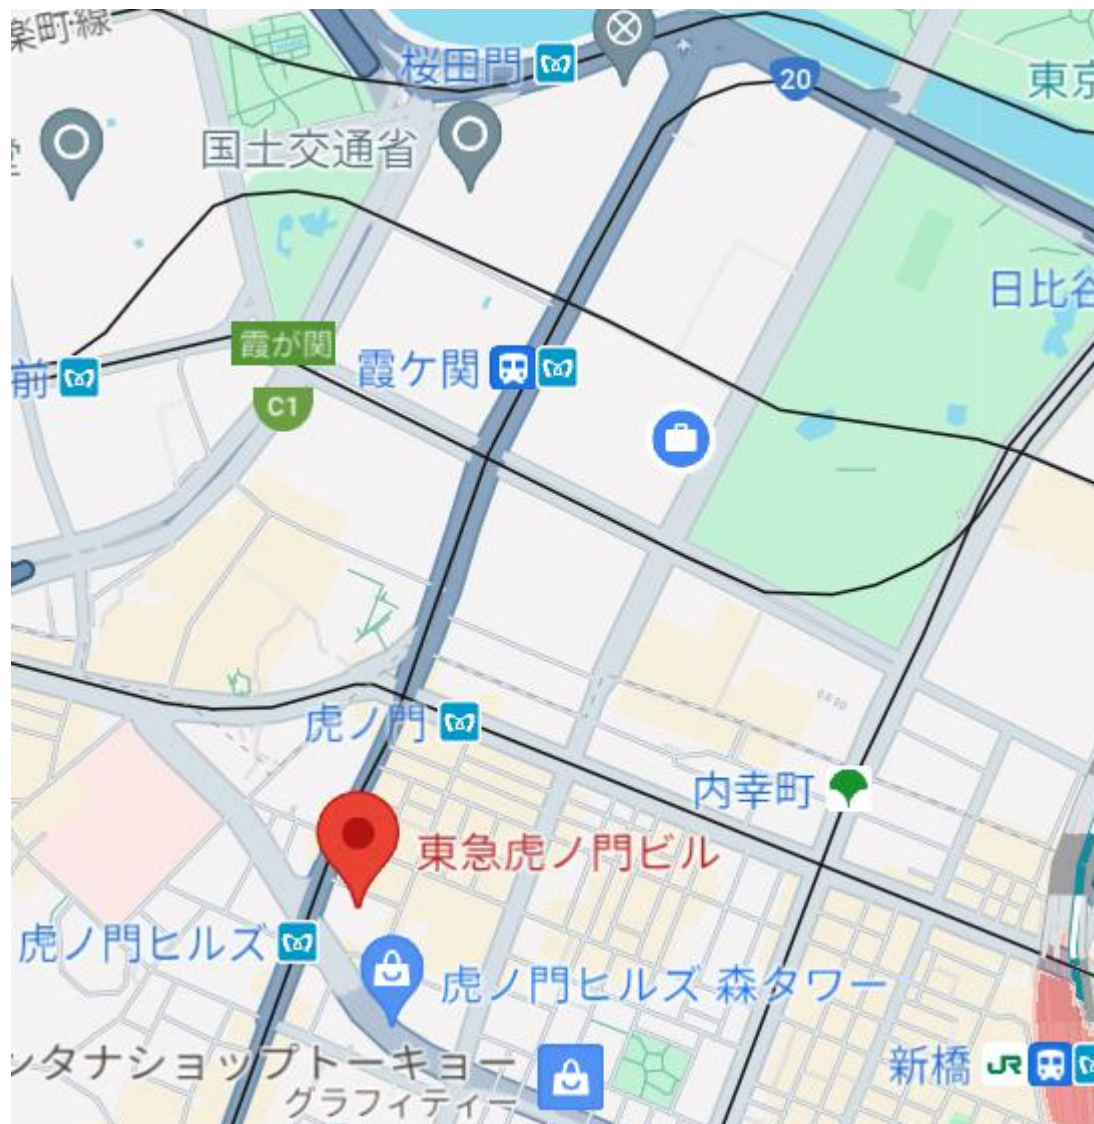 楽町線
桜田門
20
東京
国土交通省
堂
日比谷
霞が関
前
霞ケ関
C1
虎ノ門
内幸町
東急虎ノ門ビル
虎ノ門ヒルズ
虎ノ門ヒルズ 森タワー
ンタナショップトーキョー
グラフィティー
新橋
JR